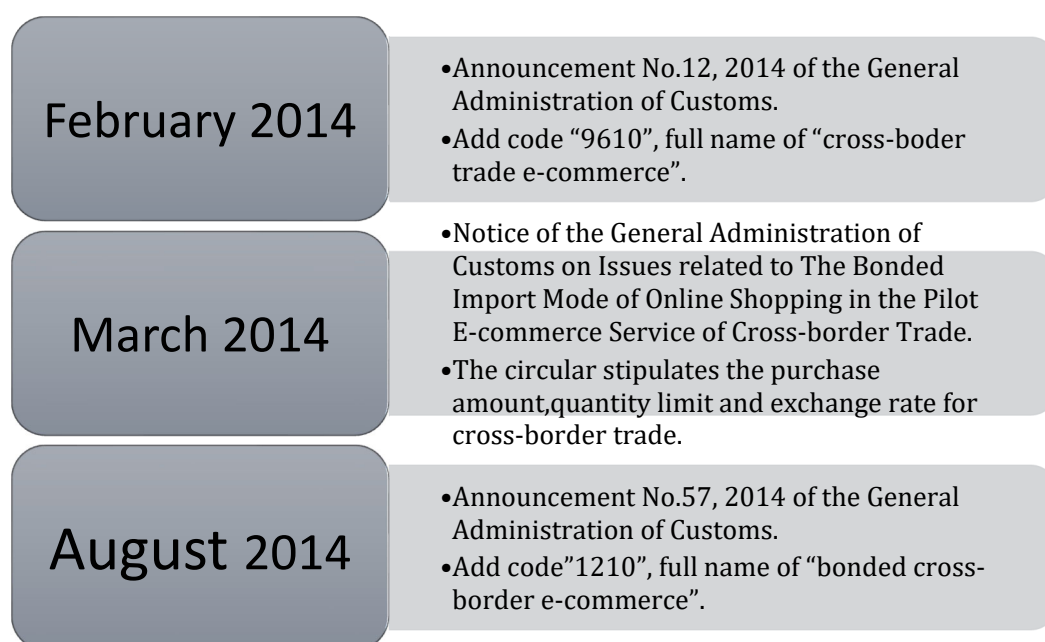 February 2014
•Announcement No.12, 2014 of the General
Administration of Customs.
•Add code “9610”, full name of “cross-boder
trade e-commerce”.
March 2014
•Notice of the General Administration of
Customs on Issues related to The Bonded
Import Mode of Online Shopping in the Pilot
E-commerce Service of Cross-border Trade.
•The circular stipulates the purchase
amount,quantity limit and exchange rate for
cross-border trade.
August 2014
•Announcement No.57, 2014 of the General
Administration of Customs.
•Add code”1210”, full name of “bonded cross-
border e-commerce”.